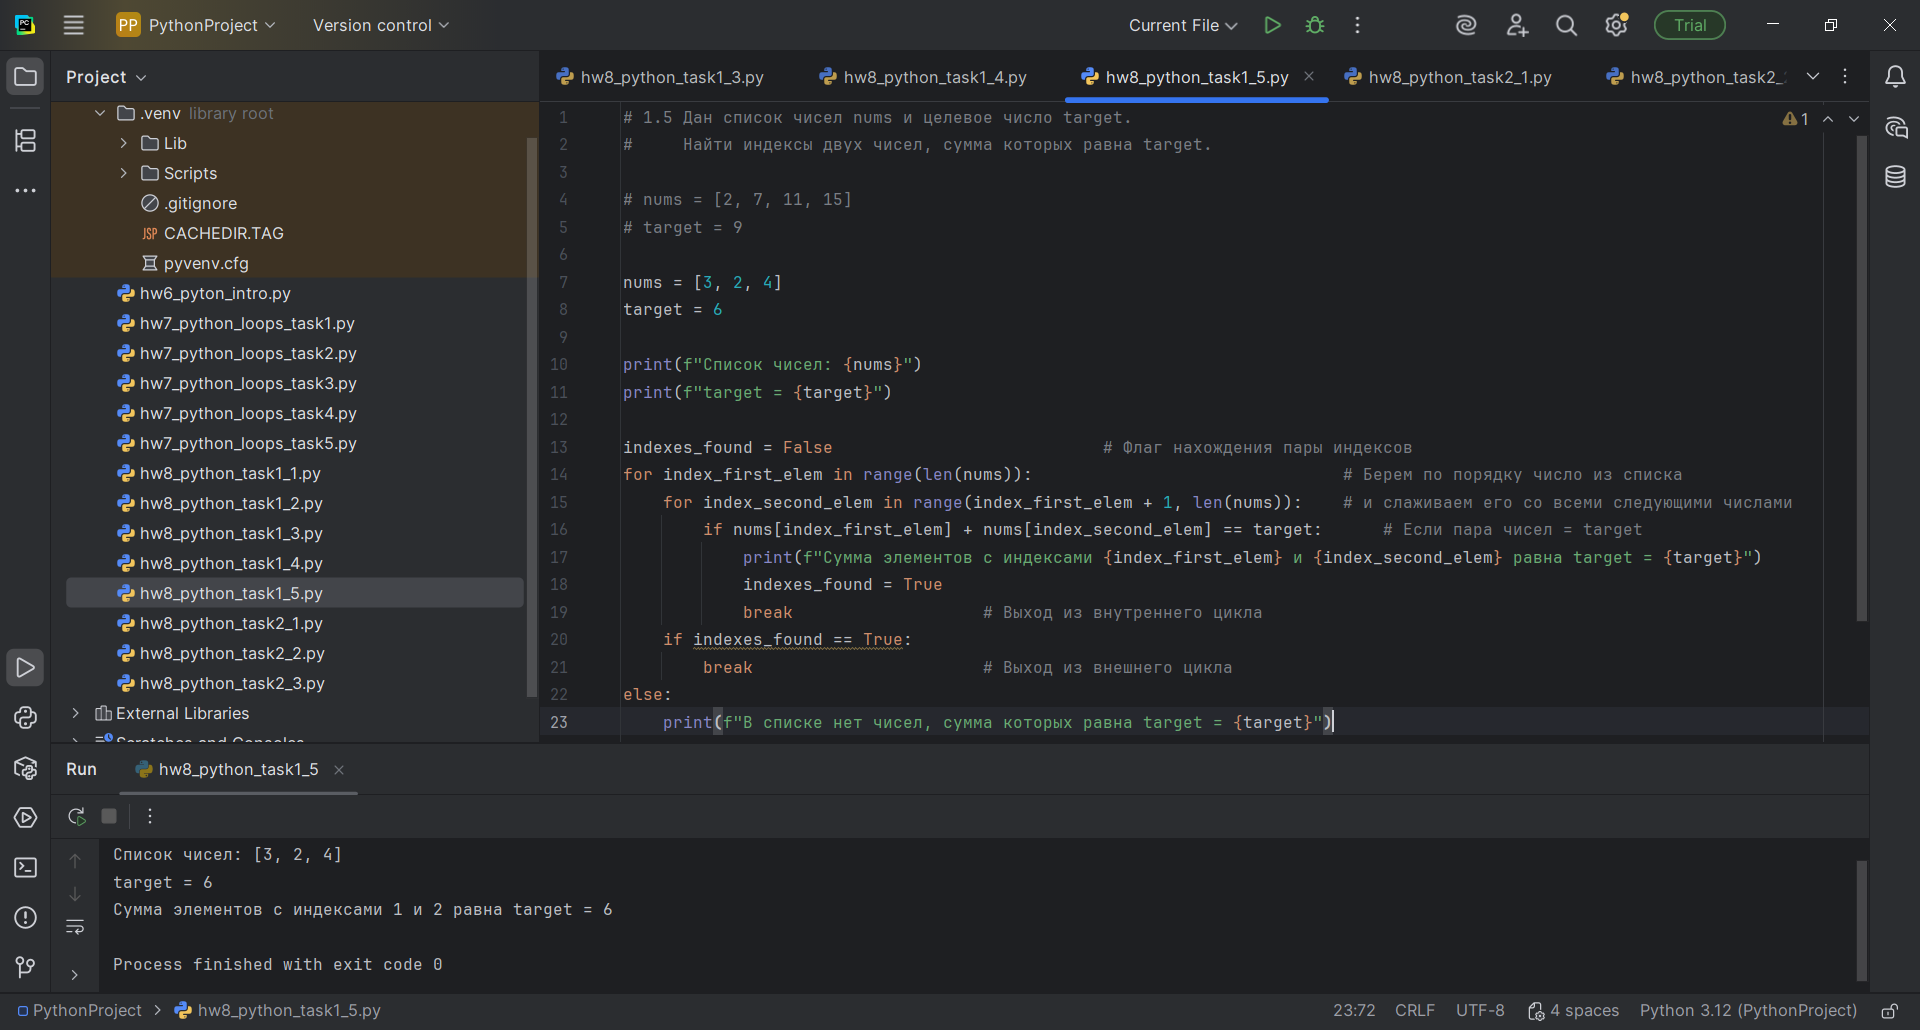 PC
PP PythonProject Version control Current File Trial
Project
.venv library root
Lib
Scripts
.gitignore
JSP CACHEDIR.TAG
pyvenv.cfg
hw6_pyton_intro.py
hw7_python_loops_task1.py
hw7_python_loops_task2.py
hw7_python_loops_task3.py
hw7_python_loops_task4.py
hw7_python_loops_task5.py
hw8_python_task1_1.py
hw8_python_task1_2.py
hw8_python_task1_3.py
hw8_python_task1_4.py
hw8_python_task1_5.py
hw8_python_task2_1.py
hw8_python_task2_2.py
hw8_python_task2_3.py
External Libraries
Scratches and Consoles
hw8_python_task1_3.py hw8_python_task1_4.py hw8_python_task1_5.py hw8_python_task2_1.py hw8_python_task2_
1
1 # 1.5 Дан список чисел nums и целевое число target.
2 #     Найти индексы двух чисел, сумма которых равна target.
3
4 # nums = [2, 7, 11, 15]
5 # target = 9
6
7 nums = [3, 2, 4]
8 target = 6
9
10 print(f"Список чисел: {nums}")
11 print(f"target = {target}")
12
13 indexes_found = False                           # Флаг нахождения пары индексов
14 for index_first_elem in range(len(nums)):                               # Берем по порядку число из списка
15     for index_second_elem in range(index_first_elem + 1, len(nums)):    # и слаживаем его со всеми следующими числами
16         if nums[index_first_elem] + nums[index_second_elem] == target:      # Если пара чисел = target
17             print(f"Сумма элементов с индексами {index_first_elem} и {index_second_elem} равна target = {target}")
18             indexes_found = True
19             break                   # Выход из внутреннего цикла
20     if indexes_found == True:
21         break                       # Выход из внешнего цикла
22 else:
23     print(f"В списке нет чисел, сумма которых равна target = {target}")
Run hw8_python_task1_5
Список чисел: [3, 2, 4]
target = 6
Сумма элементов с индексами 1 и 2 равна target = 6
Process finished with exit code 0
PythonProject > hw8_python_task1_5.py 23:72 CRLF UTF-8 4 spaces Python 3.12 (PythonProject)